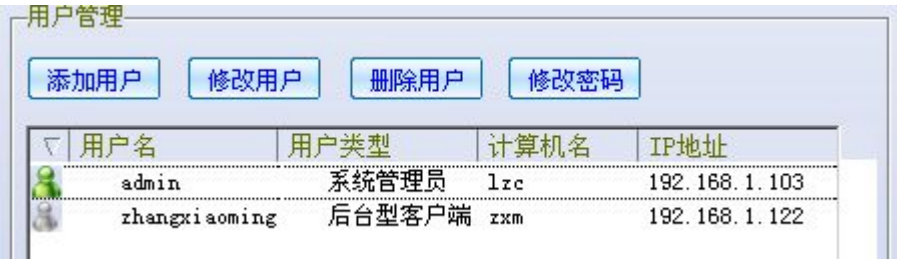 用户管理
添加用户 修改用户 删除用户 修改密码
用户名 用户类型 计算机名 IP地址
admin 系统管理员 lzc 192.168.1.103
zhangxiaoming 后台型客户端 zxm 192.168.1.122